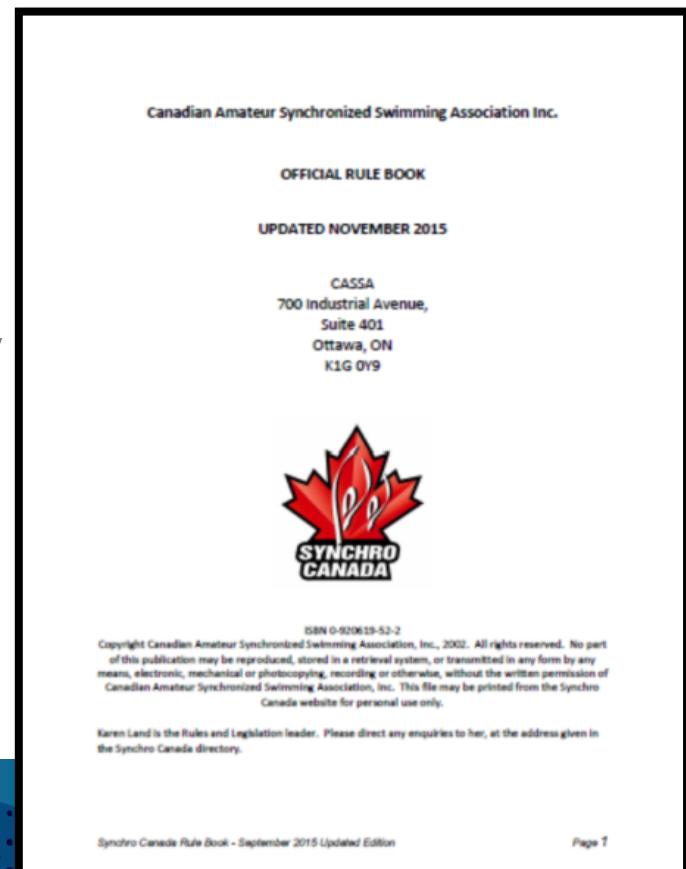 Canadian Amateur Synchronized Swimming Association Inc.
OFFICIAL RULE BOOK
UPDATED NOVEMBER 2015
CASSA
700 Industrial Avenue,
Suite 401
Ottawa, ON
K1G 0Y9
SYNCHRO
CANADA
ISBN 0-920619-52-2
Copyright Canadian Amateur Synchronized Swimming Association, Inc., 2002. All rights reserved. No part
of this publication may be reproduced, stored in a retrieval system, or transmitted in any form by any
means, electronic, mechanical or photocopying, recording or otherwise, without the written permission of
Canadian Amateur Synchronized Swimming Association, Inc. This file may be printed from the Synchro
Canada website for personal use only.
Karen Land is the Rules and Legislation leader. Please direct any enquiries to her, at the address given in
the Synchro Canada directory.
Synchro Canada Rule Book - September 2015 Updated Edition Page 1